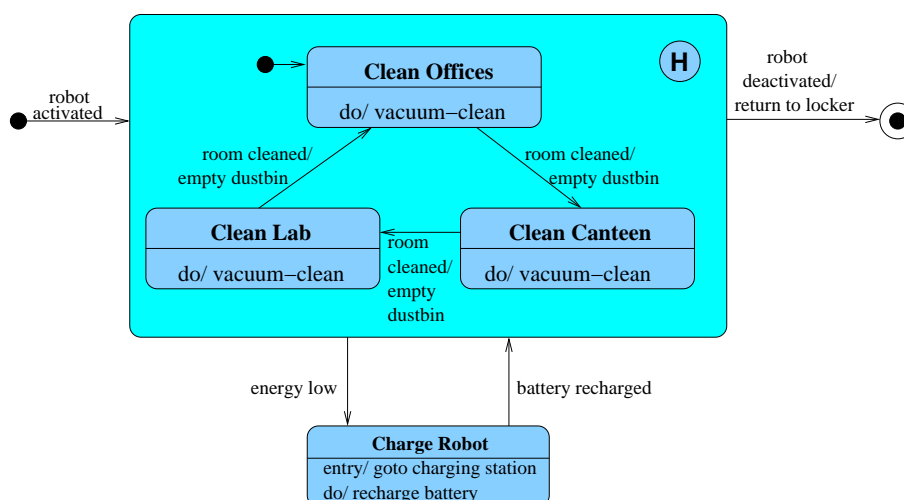 robot
activated
Clean Offices
do/ vacuum−clean
H
robot
deactivated/
return to locker
room cleaned/
empty dustbin
room cleaned/
empty dustbin
Clean Lab
do/ vacuum−clean
room
cleaned/
empty
dustbin
Clean Canteen
do/ vacuum−clean
energy low
battery recharged
Charge Robot
entry/ goto charging station
do/ recharge battery